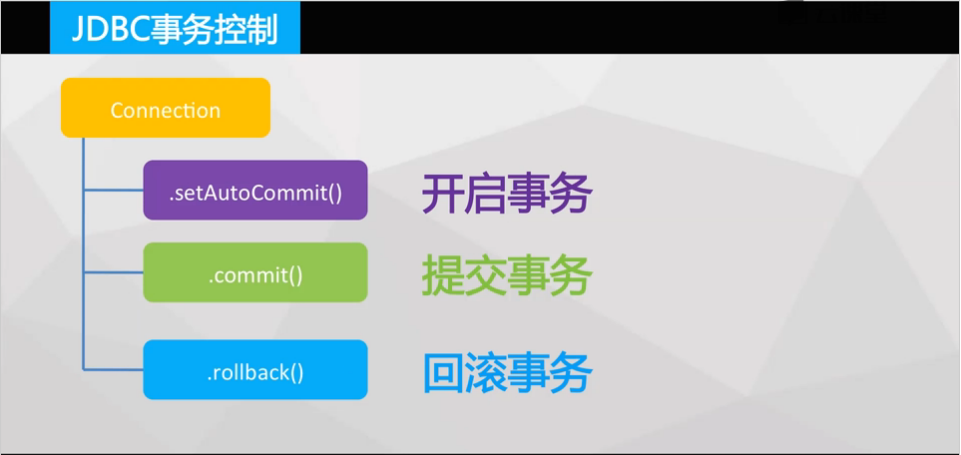 JDBC事务控制
Connection
.setAutoCommit() 开启事务
.commit() 提交事务
.rollback() 回滚事务